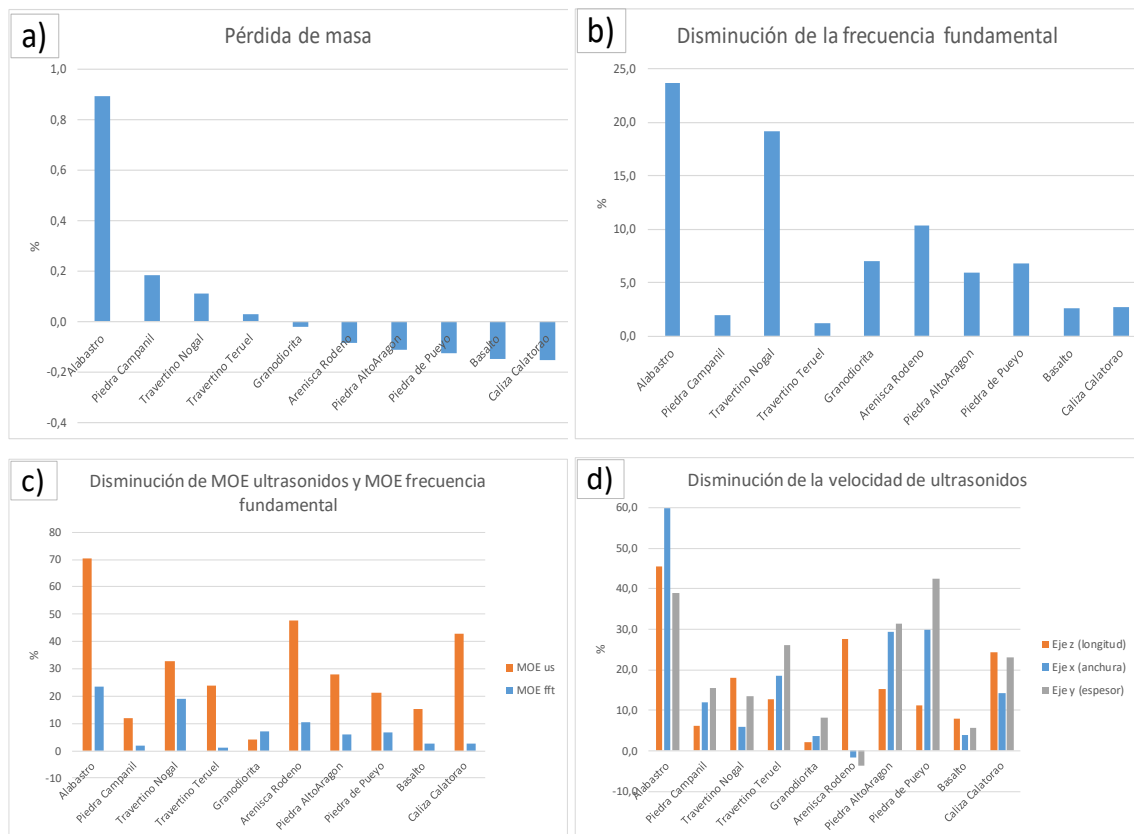 a)
Pérdida de masa
1,0
0,8
0,6
0,4
0,2
0,0
-0,2
-0,4
%
Alabastro
Piedra Campanil
Travertino Nogal
Travertino Teruel
Granodiorita
Arenisca Rodeno
Piedra AltoAragon
Piedra de Pueyo
Basalto
Caliza Calatorao
b)
Disminución de la frecuencia fundamental
25,0
20,0
15,0
10,0
5,0
0,0
%
Alabastro
Piedra Campanil
Travertino Nogal
Travertino Teruel
Granodiorita
Arenisca Rodeno
Piedra AltoAragon
Piedra de Pueyo
Basalto
Caliza Calatorao
c)
Disminución de MOE ultrasonidos y MOE frecuencia
fundamental
80
70
60
50
40
30
20
10
0
-10
%
Alabastro
Piedra Campanil
Travertino Nogal
Travertino Teruel
Granodiorita
Arenisca Rodeno
Piedra AltoAragon
Piedra de Pueyo
Basalto
Caliza Calatorao
MOE us
MOE fft
d)
Disminución de la velocidad de ultrasonidos
60,0
50,0
40,0
30,0
20,0
10,0
0,0
-10,0
%
Alabastro
Piedra Campanil
Travertino Nogal
Travertino Teruel
Granodiorita
Arenisca Rodeno
Piedra AltoAragon
Piedra de Pueyo
Basalto
Caliza Calatorao
Eje z (longitud)
Eje x (anchura)
Eje y (espesor)